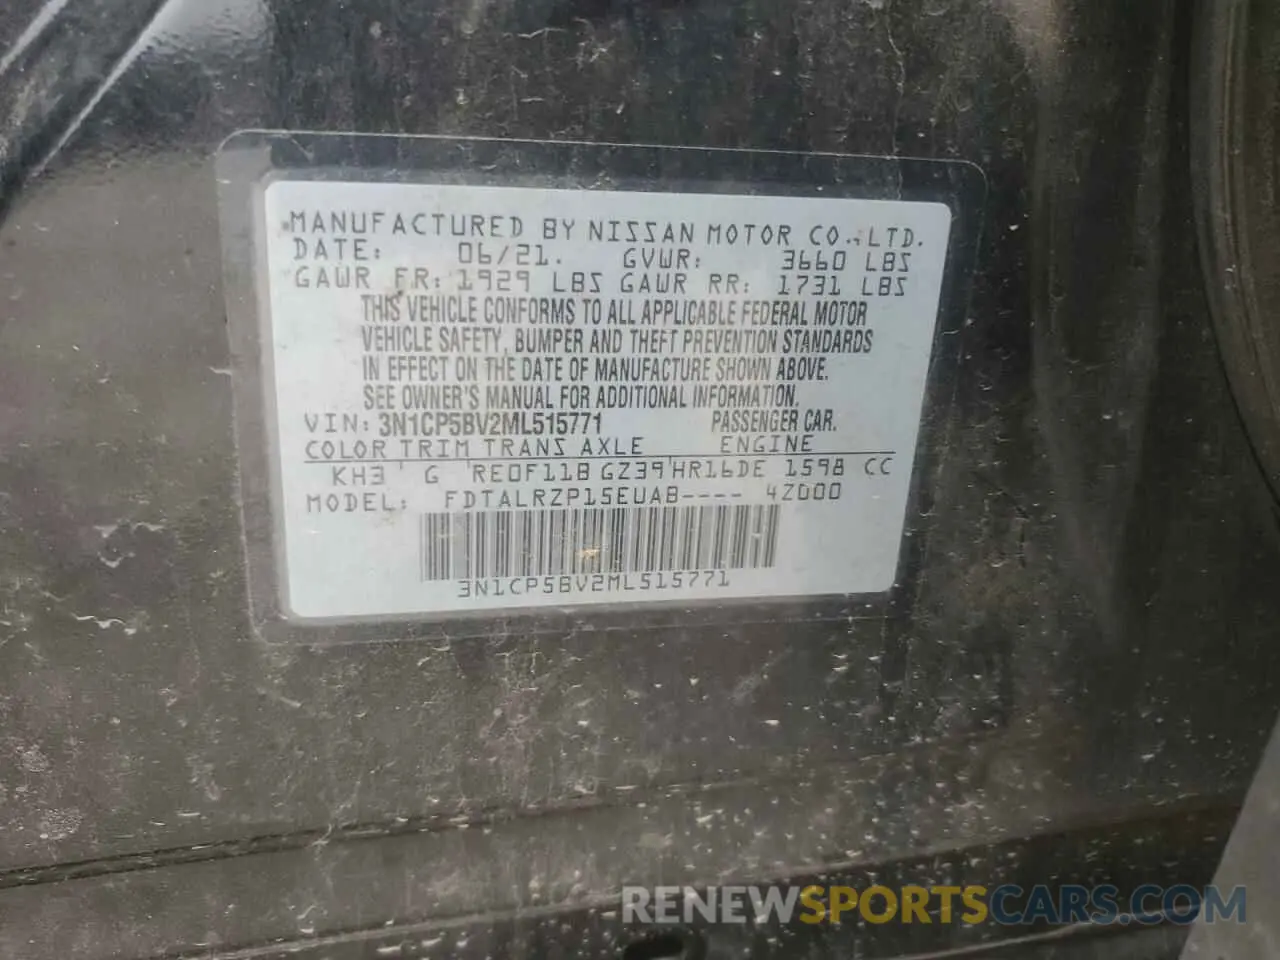 MANUFACTURED BY NISSAN MOTOR CO., LTD.
DATE: 06/21. GVWR: 3660 LBS
GAWR FR: 1929 LBS GAWR RR: 1731 LBS
THIS VEHICLE CONFORMS TO ALL APPLICABLE FEDERAL MOTOR
VEHICLE SAFETY, BUMPER AND THEFT PREVENTION STANDARDS
IN EFFECT ON THE DATE OF MANUFACTURE SHOWN ABOVE.
SEE OWNER'S MANUAL FOR ADDITIONAL INFORMATION.
VIN: 3N1CP5BV2ML515771 PASSENGER CAR.
COLOR TRIM TRANS AXLE ENGINE
KH3 G RE0F11B GZ39 HR16DE 1598 CC
MODEL: FDTALRZP15EUAB---- 4Z000
3N1CP5BV2ML515771
RENEWSPORTSCARS.COM